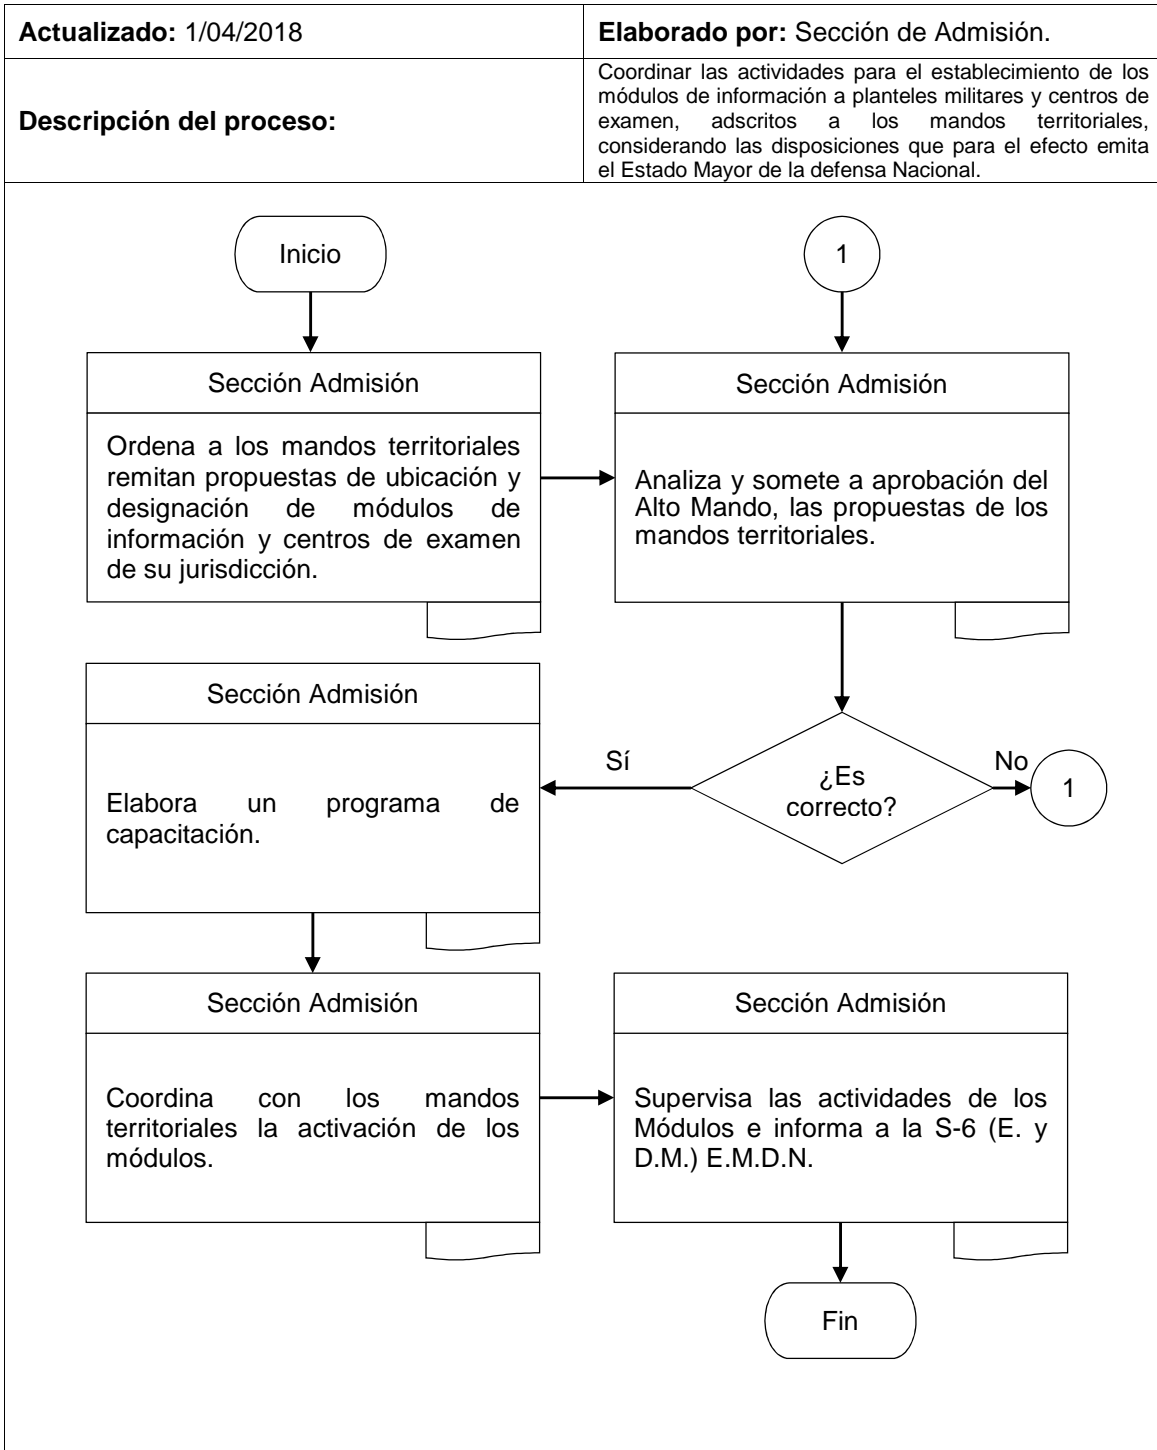 Actualizado: 1/04/2018
Elaborado por: Sección de Admisión.
Descripción del proceso:
Coordinar las actividades para el establecimiento de los
módulos de información a planteles militares y centros de
examen, adscritos a los mandos territoriales,
considerando las disposiciones que para el efecto emita
el Estado Mayor de la defensa Nacional.
Inicio
1
Sección Admisión
Ordena a los mandos territoriales
remitan propuestas de ubicación y
designación de módulos de
información y centros de examen
de su jurisdicción.
Sección Admisión
Analiza y somete a aprobación del
Alto Mando, las propuestas de los
mandos territoriales.
¿Es
correcto?
Sí
No
1
Sección Admisión
Elabora un programa de
capacitación.
Sección Admisión
Coordina con los mandos
territoriales la activación de los
módulos.
Sección Admisión
Supervisa las actividades de los
Módulos e informa a la S-6 (E. y
D.M.) E.M.D.N.
Fin